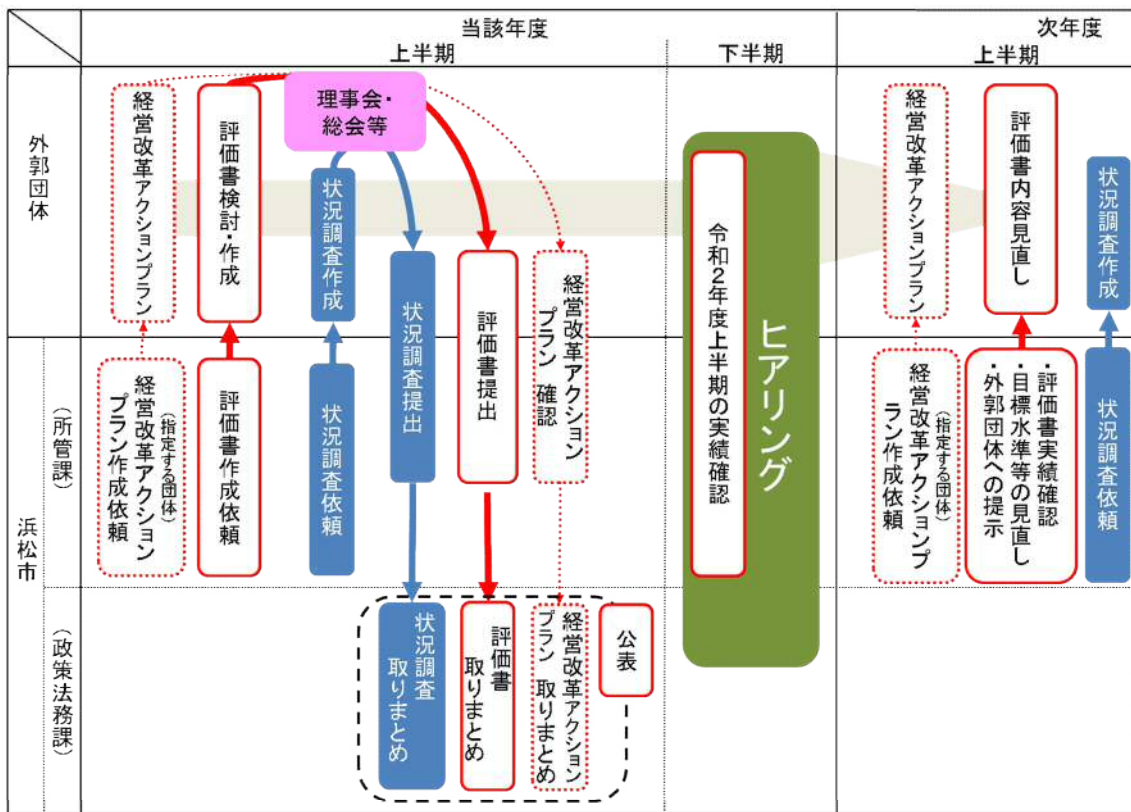 当該年度
次年度
上半期
下半期
上半期
外郭団体
浜松市
（所管課）
（政策法務課）
経営改革アクションプラン
評価書検討・作成
理事会・
総会等
状況調査作成
状況調査提出
評価書提出
経営改革アクション
プラン 確認
（指定する団体）
経営改革アクション
プラン作成依頼
評価書作成依頼
状況調査依頼
状況調査
取りまとめ
評価書
取りまとめ
経営改革アクション
プラン 取りまとめ
公表
令和2年度上半期の実績確認
ヒアリング
経営改革アクションプラン
評価書内容見直し
状況調査作成
（指定する団体）
経営改革アクションプ
ラン作成依頼
・評価書実績確認
・目標水準等の見直し
・外郭団体への提示
状況調査依頼